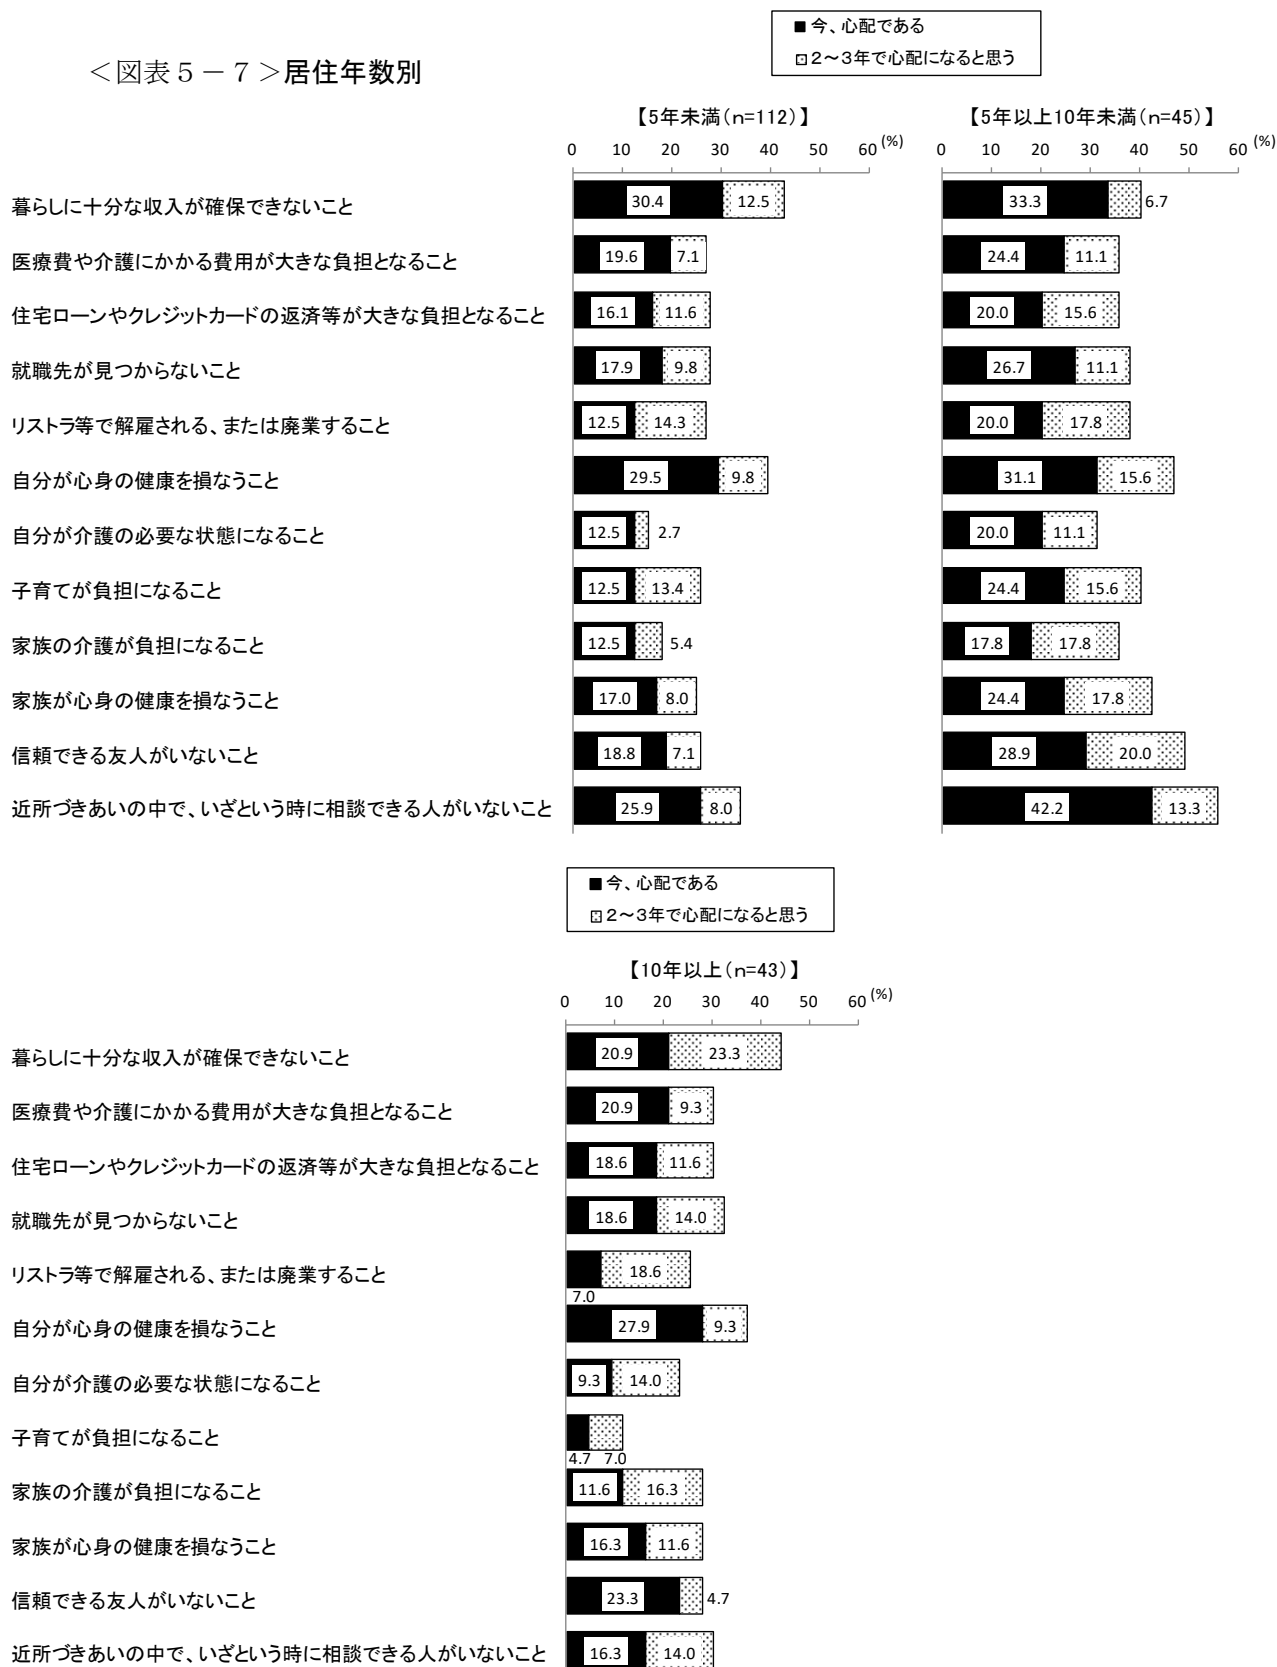 ■今、心配である
2～3年で心配になると思う
＜図表５－７＞居住年数別
【5年未満(n=112)】
【5年以上10年未満(n=45)】
0 10 20 30 40 50 60 (%)
0 10 20 30 40 50 60 (%)
暮らしに十分な収入が確保できないこと 30.4 12.5 33.3 6.7
医療費や介護にかかる費用が大きな負担となること 19.6 7.1 24.4 11.1
住宅ローンやクレジットカードの返済等が大きな負担となること 16.1 11.6 20.0 15.6
就職先が見つからないこと 17.9 9.8 26.7 11.1
リストラ等で解雇される、または廃業すること 12.5 14.3 20.0 17.8
自分が心身の健康を損なうこと 29.5 9.8 31.1 15.6
自分が介護の必要な状態になること 12.5 2.7 20.0 11.1
子育てが負担になること 12.5 13.4 24.4 15.6
家族の介護が負担になること 12.5 5.4 17.8 17.8
家族が心身の健康を損なうこと 17.0 8.0 24.4 17.8
信頼できる友人がいないこと 18.8 7.1 28.9 20.0
近所づきあいの中で、いざという時に相談できる人がいないこと 25.9 8.0 42.2 13.3
■今、心配である
2～3年で心配になると思う
【10年以上(n=43)】
0 10 20 30 40 50 60 (%)
暮らしに十分な収入が確保できないこと 20.9 23.3
医療費や介護にかかる費用が大きな負担となること 20.9 9.3
住宅ローンやクレジットカードの返済等が大きな負担となること 18.6 11.6
就職先が見つからないこと 18.6 14.0
リストラ等で解雇される、または廃業すること 7.0 18.6
自分が心身の健康を損なうこと 27.9 9.3
自分が介護の必要な状態になること 9.3 14.0
子育てが負担になること 4.7 7.0
家族の介護が負担になること 11.6 16.3
家族が心身の健康を損なうこと 16.3 11.6
信頼できる友人がいないこと 23.3 4.7
近所づきあいの中で、いざという時に相談できる人がいないこと 16.3 14.0